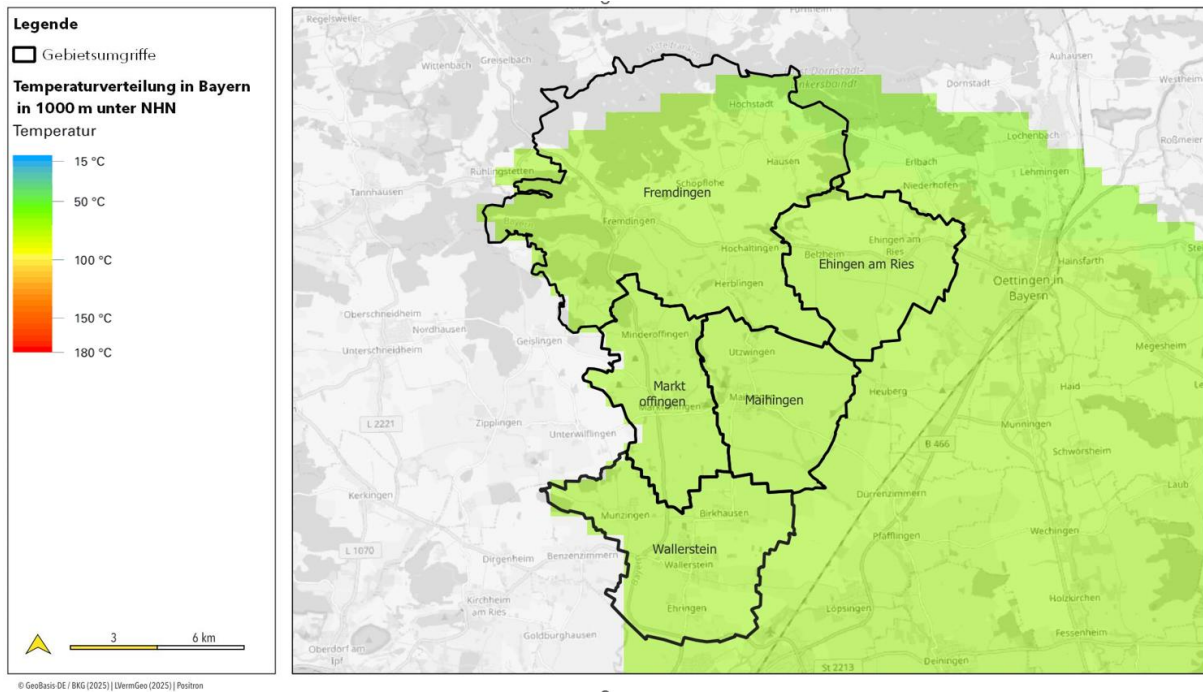 Legende
Gebietsumgriffe
Temperaturverteilung in Bayern
in 1000 m unter NHN
Temperatur
15 °C
50 °C
100 °C
150 °C
180 °C
3
6 km
© GeoBasis-DE / BKG (2025) | LVermGeo (2025) | Positron
Regelsweiler
Wittenbach
Greiselbach
Auhausen
Dornstadt
Westheim
Hochstadt
Lochenbach
Roßmeier
Rühlingstetten
Hausen
Erlbach
Lehmingen
Tannhausen
Schopflohe
Fremdingen
Niederhofen
Fremdingen
Hochaltingen
Belzheim
Ehingen am
Ries
Ehingen am Ries
Hainsfarth
Herblingen
Oettingen in
Bayern
Oberschneidheim
Nordhausen
Geislingen
Minderoffingen
Unterschneidheim
Utzwingen
Megesheim
Markt
offingen
Maihingen
Heuberg
Haid
L 2221
Zipplingen
Munningen
Unterwilflingen
B 466
Schwörsheim
Kerkingen
Dürrenzimmern
Laub
Munzingen
Birkhausen
Wechingen
L 1070
Pfäfflingen
Dirgenheim
Benzenzimmern
Wallerstein
Wallerstein
Kirchheim
am Ries
Ehringen
Löpsingen
Holzkirchen
Goldburghausen
Fessenheim
Oberdorf am
Ipf
St 2213
Deiningen